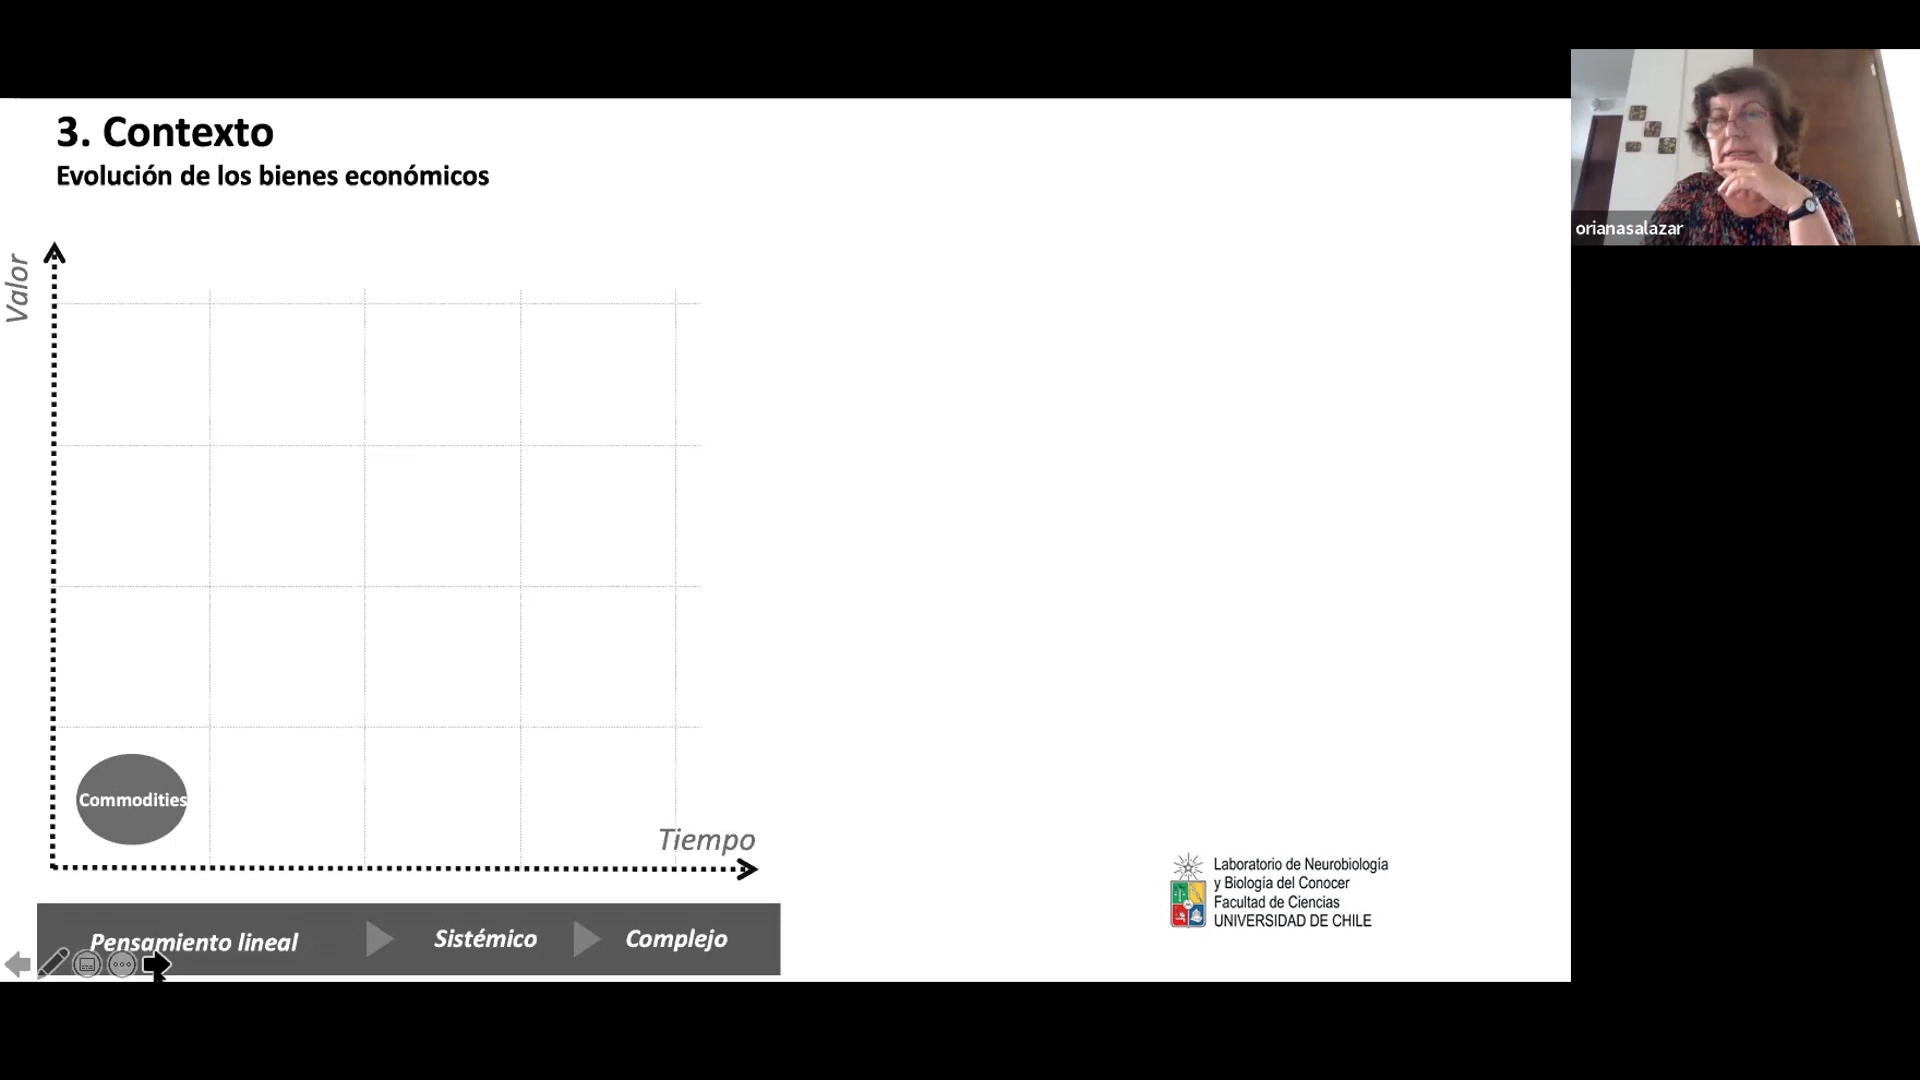 3. Contexto
Evolución de los bienes económicos
orianasalazar
Valor
Commodities
Tiempo
Laboratorio de Neurobiología
y Biología del Conocer
Facultad de Ciencias
UNIVERSIDAD DE CHILE
Pensamiento lineal
Sistémico
Complejo